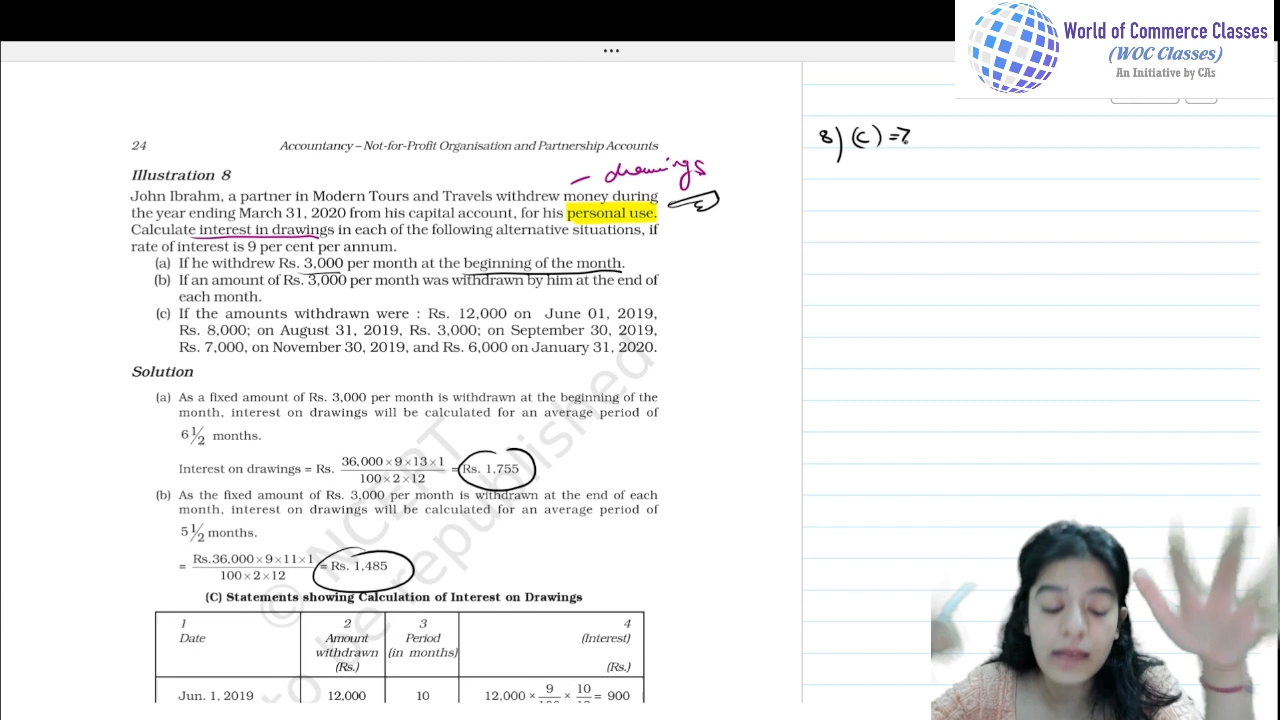 World of Commerce Classes
(WOC Classes)
An Initiative by CAs
24
Accountancy – Not-for-Profit Organisation and Partnership Accounts
Illustration 8
– drawings
John Ibrahm, a partner in Modern Tours and Travels withdrew money during
the year ending March 31, 2020 from his capital account, for his personal use.
Calculate interest in drawings in each of the following alternative situations, if
rate of interest is 9 per cent per annum.
(a) If he withdrew Rs. 3,000 per month at the beginning of the month.
(b) If an amount of Rs. 3,000 per month was withdrawn by him at the end of
each month.
(c) If the amounts withdrawn were : Rs. 12,000 on June 01, 2019,
Rs. 8,000; on August 31, 2019, Rs. 3,000; on September 30, 2019,
Rs. 7,000, on November 30, 2019, and Rs. 6,000 on January 31, 2020.
Solution
(a) As a fixed amount of Rs. 3,000 per month is withdrawn at the beginning of the
month, interest on drawings will be calculated for an average period of
6 1/2 months.
Interest on drawings = Rs. 36,000×9×13×1 / 100×2×12 = Rs. 1,755
(b) As the fixed amount of Rs. 3,000 per month is withdrawn at the end of each
month, interest on drawings will be calculated for an average period of
5 1/2 months.
= Rs.36,000×9×11×1 / 100×2×12 = Rs. 1,485
(C) Statements showing Calculation of Interest on Drawings
1 2 3 4
Date Amount Period (Interest)
withdrawn (in months)
(Rs.) (Rs.)
Jun. 1, 2019 12,000 10 12,000 × 9/100 × 10/12 = 900
© NCERT
to be republished
8) (C) = ?